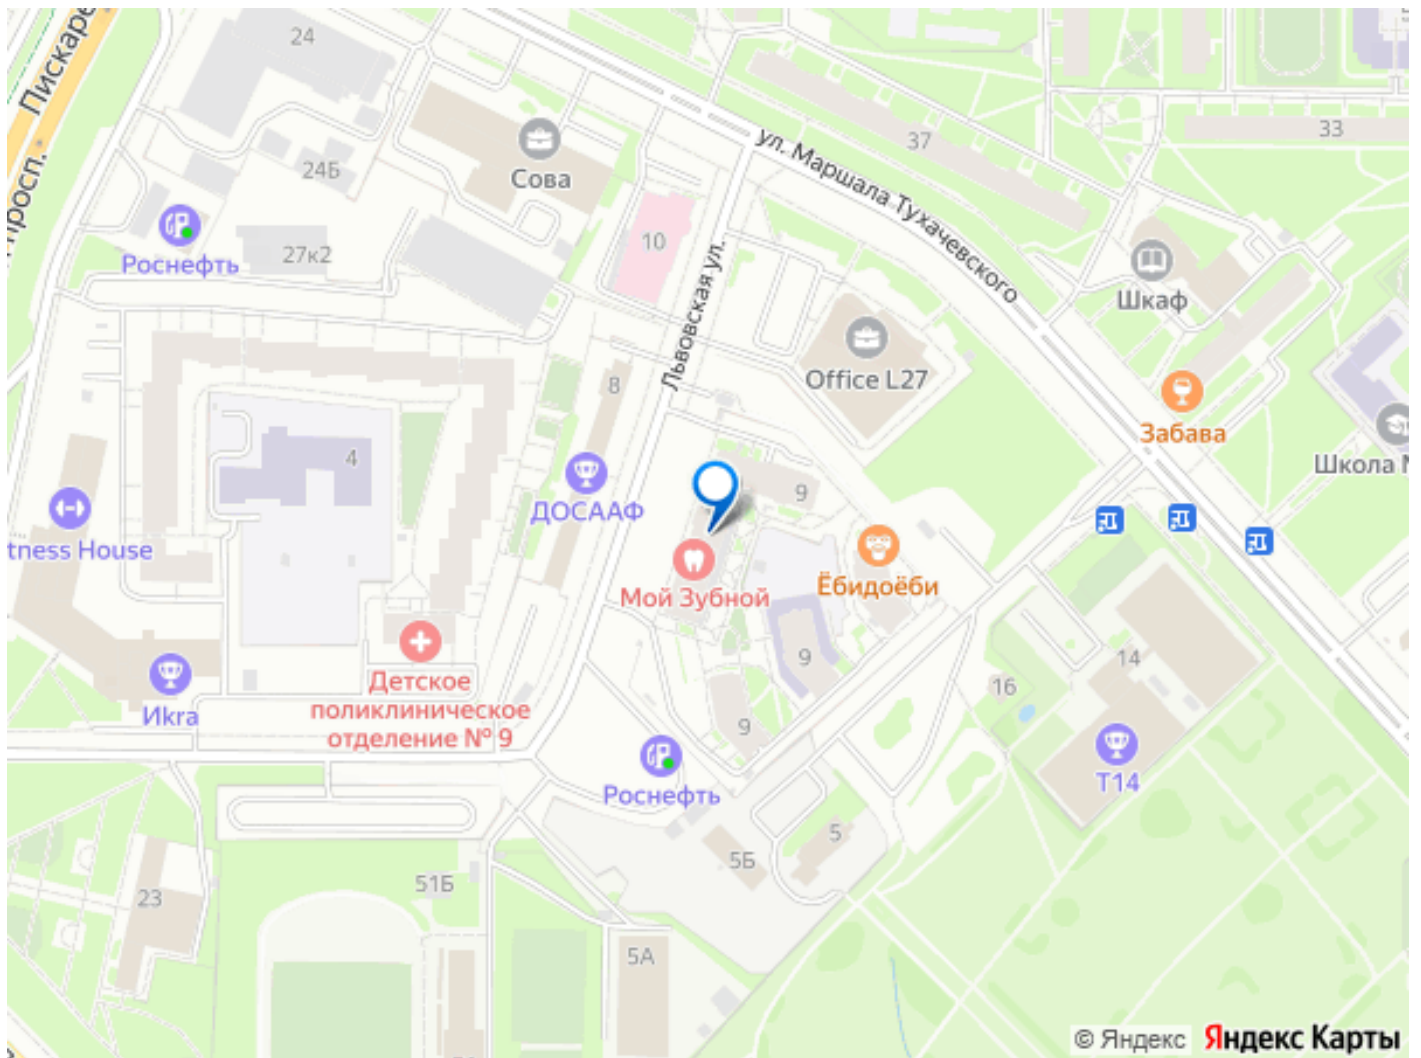 24
Пискарё
просп.
24Б
Сова
Роснефть
27к2
10
Львовская ул.
ул. Маршала Тухачевского
37
33
Шкаф
Office L27
8
Забава
Школа
4
ДОСААФ
9
tness House
Мой Зубной
Ёбидоёби
Детское
поликлиническое
отделение № 9
Иkra
9
9
16
14
Т14
Роснефть
5
5Б
51Б
23
5А
© Яндекс Яндекс Карты